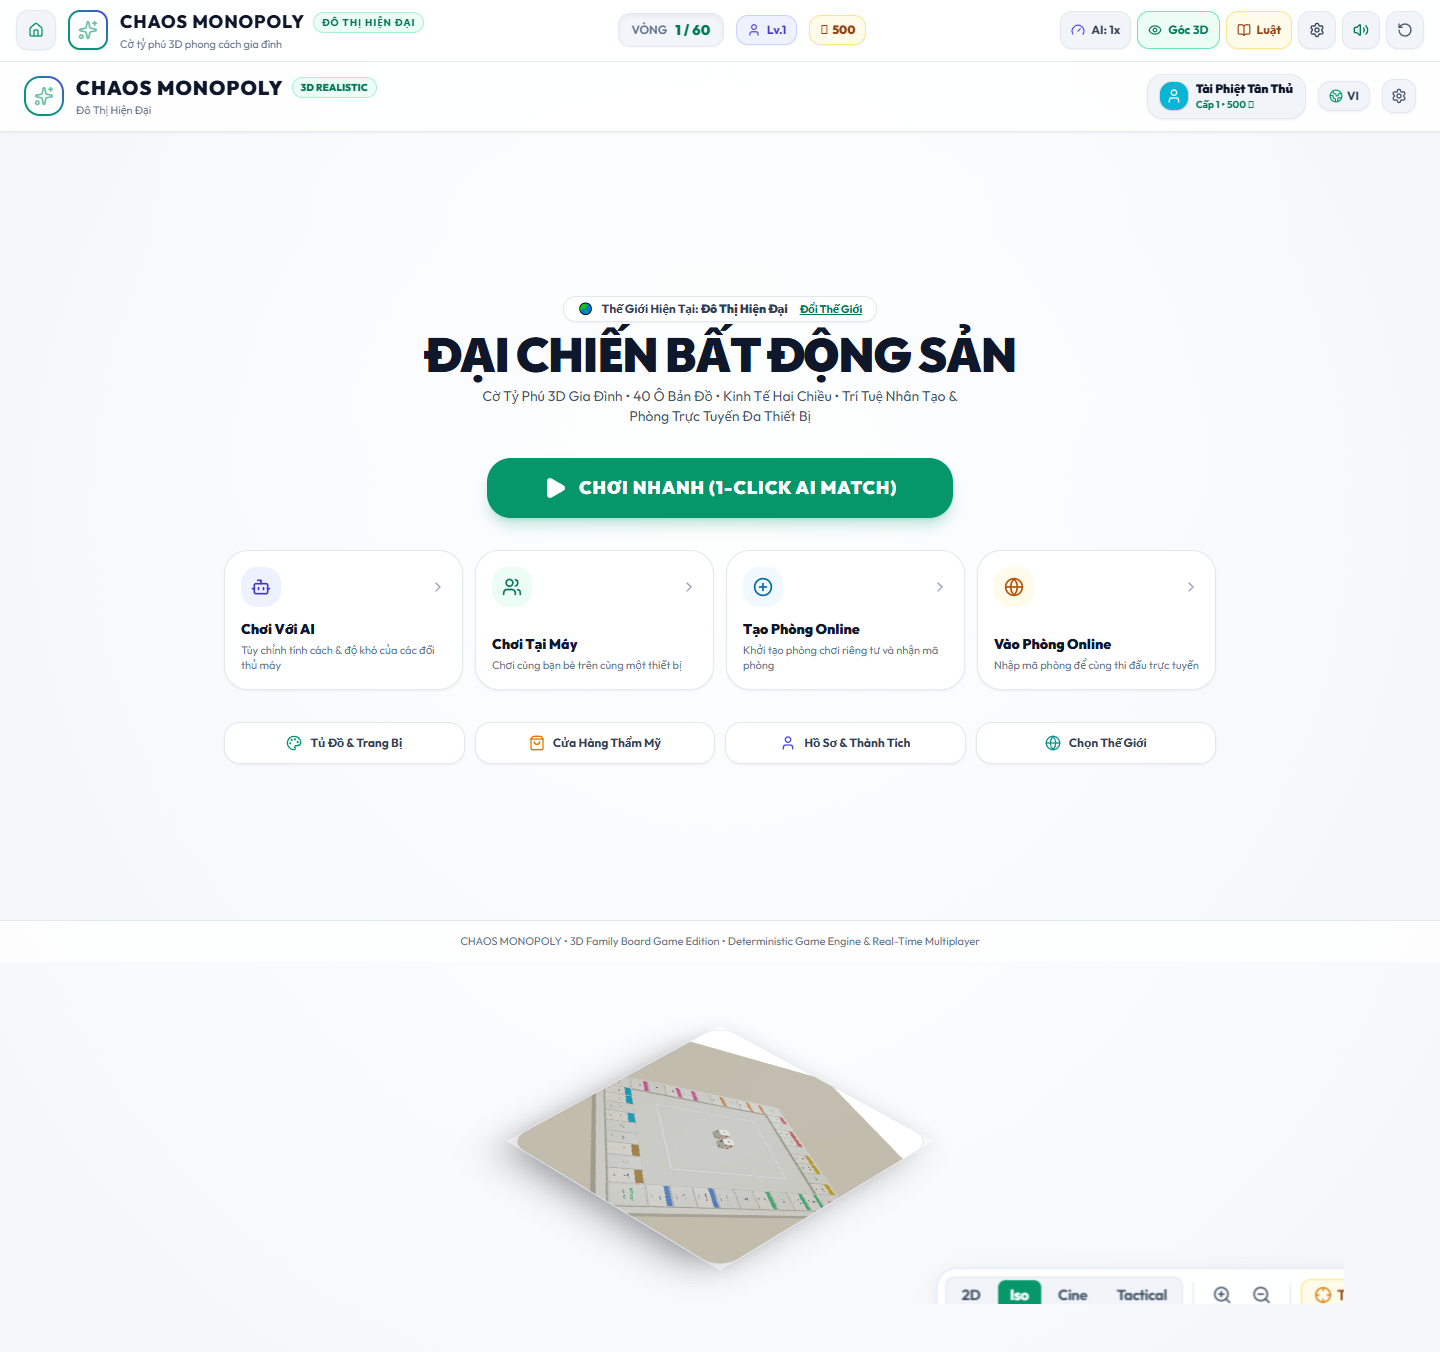 CHAOS MONOPOLY
ĐÔ THỊ HIỆN ĐẠI
Cờ tỷ phú 3D phong cách gia đình
VÒNG 1 / 60
Lv.1
500
AI: 1x
Góc 3D
Luật
CHAOS MONOPOLY
3D REALISTIC
Đô Thị Hiện Đại
Tài Phiệt Tân Thủ
Cấp 1 • 500
VI
Thế Giới Hiện Tại: Đô Thị Hiện Đại Đổi Thế Giới
ĐẠI CHIẾN BẤT ĐỘNG SẢN
Cờ Tỷ Phú 3D Gia Đình • 40 Ô Bản Đồ • Kinh Tế Hai Chiều • Trí Tuệ Nhân Tạo &
Phòng Trực Tuyến Đa Thiết Bị
CHƠI NHANH (1-CLICK AI MATCH)
Chơi Với AI
Tùy chỉnh tính cách & độ khó của các đối
thủ máy
Chơi Tại Máy
Chơi cùng bạn bè trên cùng một thiết bị
Tạo Phòng Online
Khởi tạo phòng chơi riêng tư và nhận mã
phòng
Vào Phòng Online
Nhập mã phòng để cùng thi đấu trực tuyến
Tủ Đồ & Trang Bị
Cửa Hàng Thẩm Mỹ
Hồ Sơ & Thành Tích
Chọn Thế Giới
CHAOS MONOPOLY • 3D Family Board Game Edition • Deterministic Game Engine & Real-Time Multiplayer
2D
Iso
Cine
Tactical